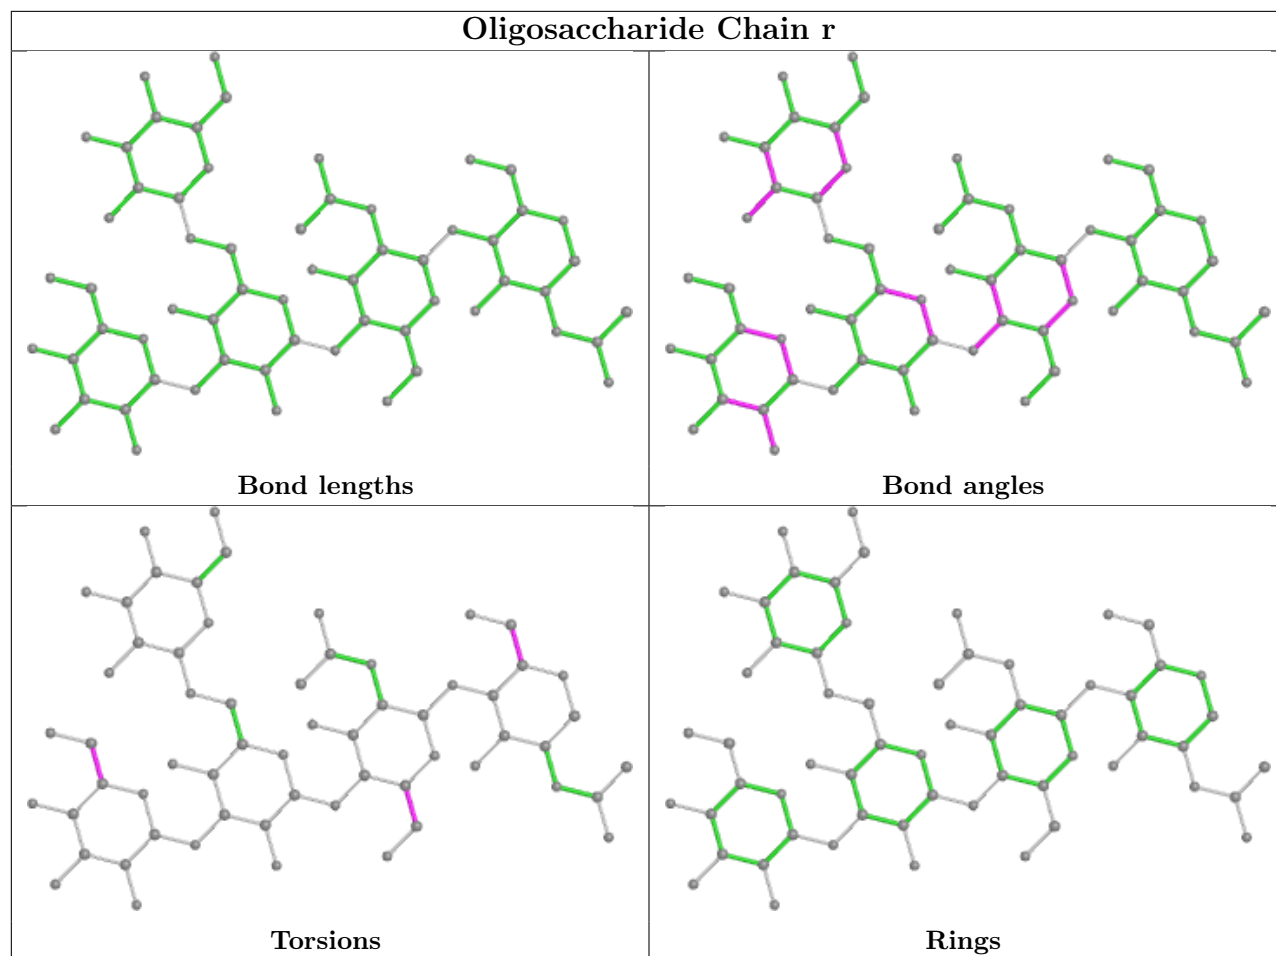 Oligosaccharide Chain r
Bond lengths
Bond angles
Torsions
Rings